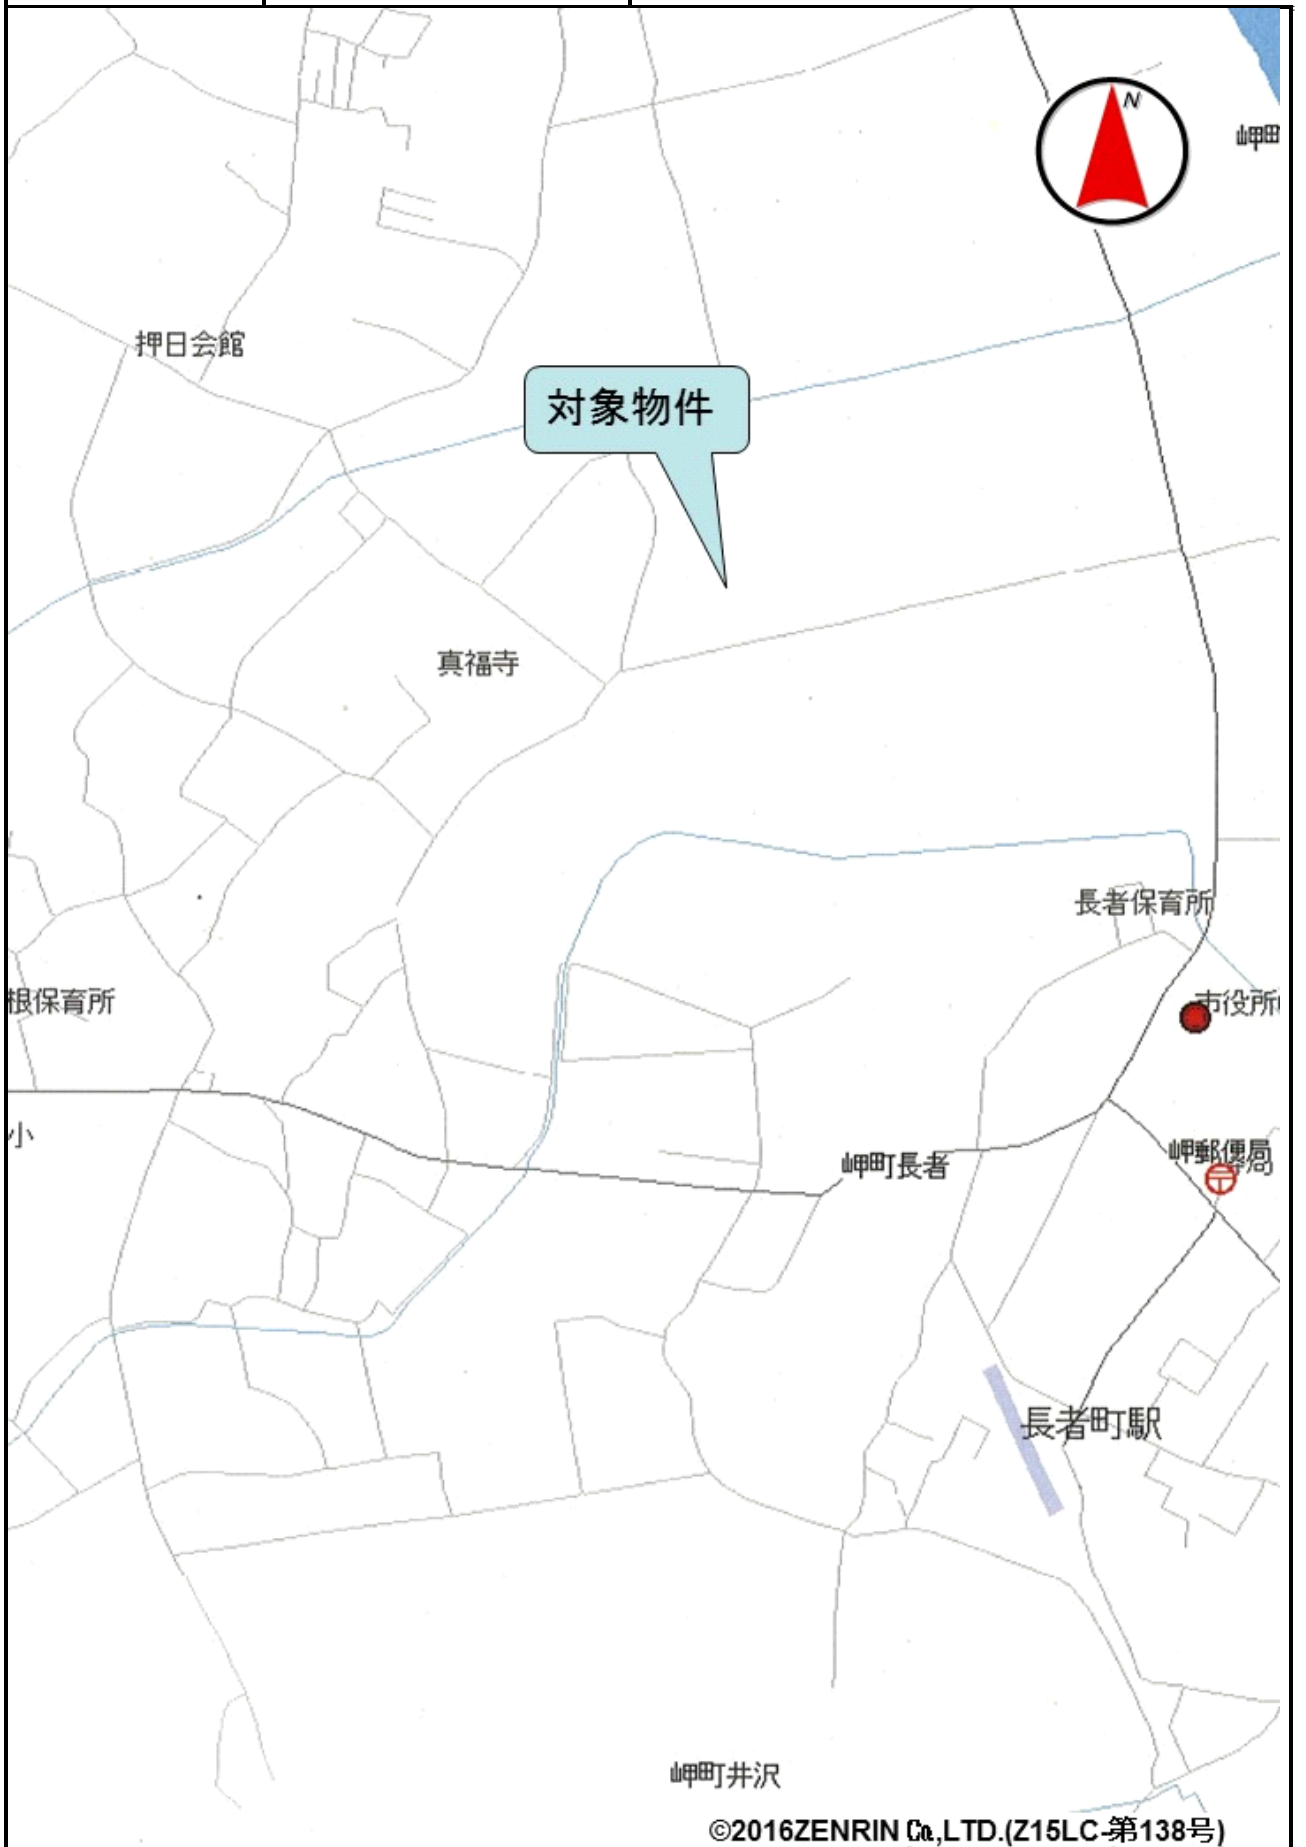 N
岬町
押日会館
対象物件
真福寺
長者保育所
根保育所
市役所
小
岬郵便局
岬町長者
長者町駅
岬町井沢
©2016ZENRIN Co.,LTD.(Z15LC-第138号)